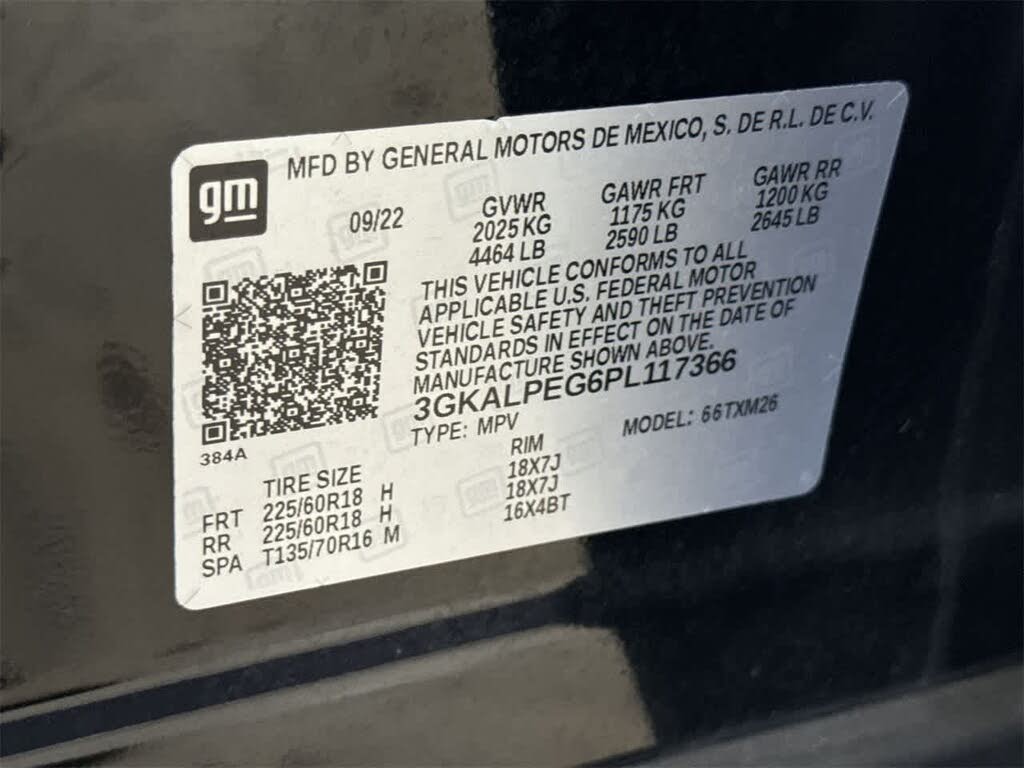 gm
MFD BY GENERAL MOTORS DE MEXICO, S. DE R.L. DE C.V.
09/22
GVWR GAWR FRT GAWR RR
2025 KG 1175 KG 1200 KG
4464 LB 2590 LB 2645 LB
THIS VEHICLE CONFORMS TO ALL
APPLICABLE U.S. FEDERAL MOTOR
VEHICLE SAFETY AND THEFT PREVENTION
STANDARDS IN EFFECT ON THE DATE OF
MANUFACTURE SHOWN ABOVE.
3GKALPEG6PL117366
TYPE: MPV MODEL: 66TXM26
384A
TIRE SIZE RIM
FRT 225/60R18 H 18X7J
RR 225/60R18 H 18X7J
SPA T135/70R16 M 16X4BT